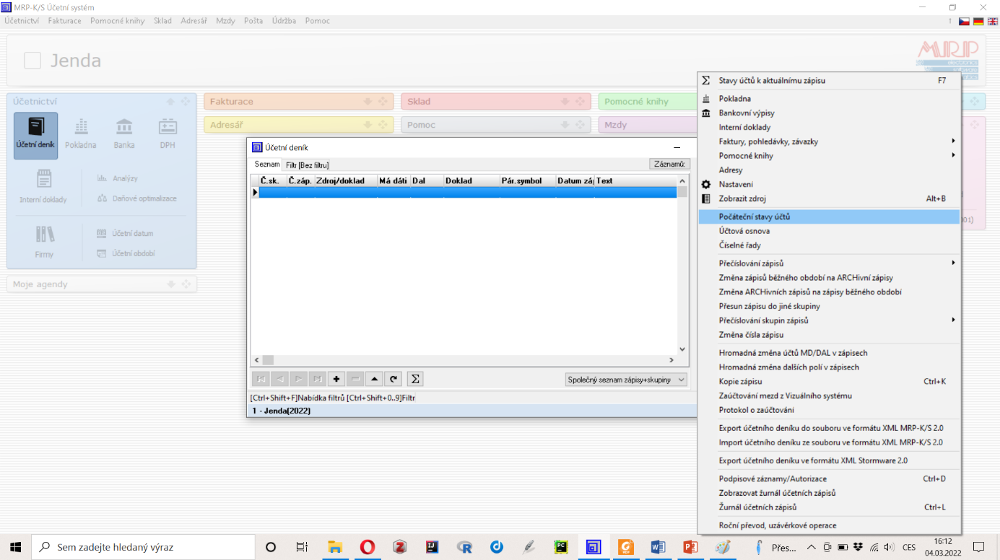 MRP-K/S Účetní systém
Účetnictví Fakturace Pomocné knihy Sklad Adresář Mzdy Pošta Údržba Pomoc
Jenda
MRP
Účetnictví
Fakturace
Sklad
Pomocné knihy
Adresář
Pomoc
Mzdy
Účetní deník
Pokladna
Banka
DPH
Interní doklady
Analýzy
Daňové optimalizace
Firmy
Účetní datum
Účetní období
Moje agendy
Účetní deník
Seznam
Filtr [Bez filtru]
Záznamů:
Č.sk. Č.záp. Zdroj/doklad Má dáti Dal Doklad Pár.symbol Datum záp Text
Společný seznam zápisy+skupiny
[Ctrl+Shift+F]Nabídka filtrů [Ctrl+Shift+0..9]Filtr
1 - Jenda(2022)
Stavy účtů k aktuálnímu zápisu F7
Pokladna
Bankovní výpisy
Interní doklady
Faktury, pohledávky, závazky
Pomocné knihy
Adresy
Nastavení
Zobrazit zdroj Alt+B
Počáteční stavy účtů
Účtová osnova
Číselné řady
Přečíslování zápisů
Změna zápisů běžného období na ARCHivní zápisy
Změna ARCHivních zápisů na zápisy běžného období
Přesun zápisu do jiné skupiny
Přečíslování skupin zápisů
Změna čísla zápisu
Hromadná změna účtů MD/DAL v zápisech
Hromadná změna dalších polí v zápisech
Kopie zápisu Ctrl+K
Zaúčtování mezd z Vizuálního systému
Protokol o zaúčtování
Export účetního deníku do souboru ve formátu XML MRP-K/S 2.0
Import účetního deníku ze souboru ve formátu XML MRP-K/S 2.0
Export účetního deníku ve formátu XML Stormware 2.0
Podpisové záznamy/Autorizace Ctrl+D
Zobrazovat žurnál účetních zápisů
Žurnál účetních zápisů Ctrl+L
Roční převod, uzávěrkové operace
Sem zadejte hledaný výraz
Přes...
CES
16:12
04.03.2022